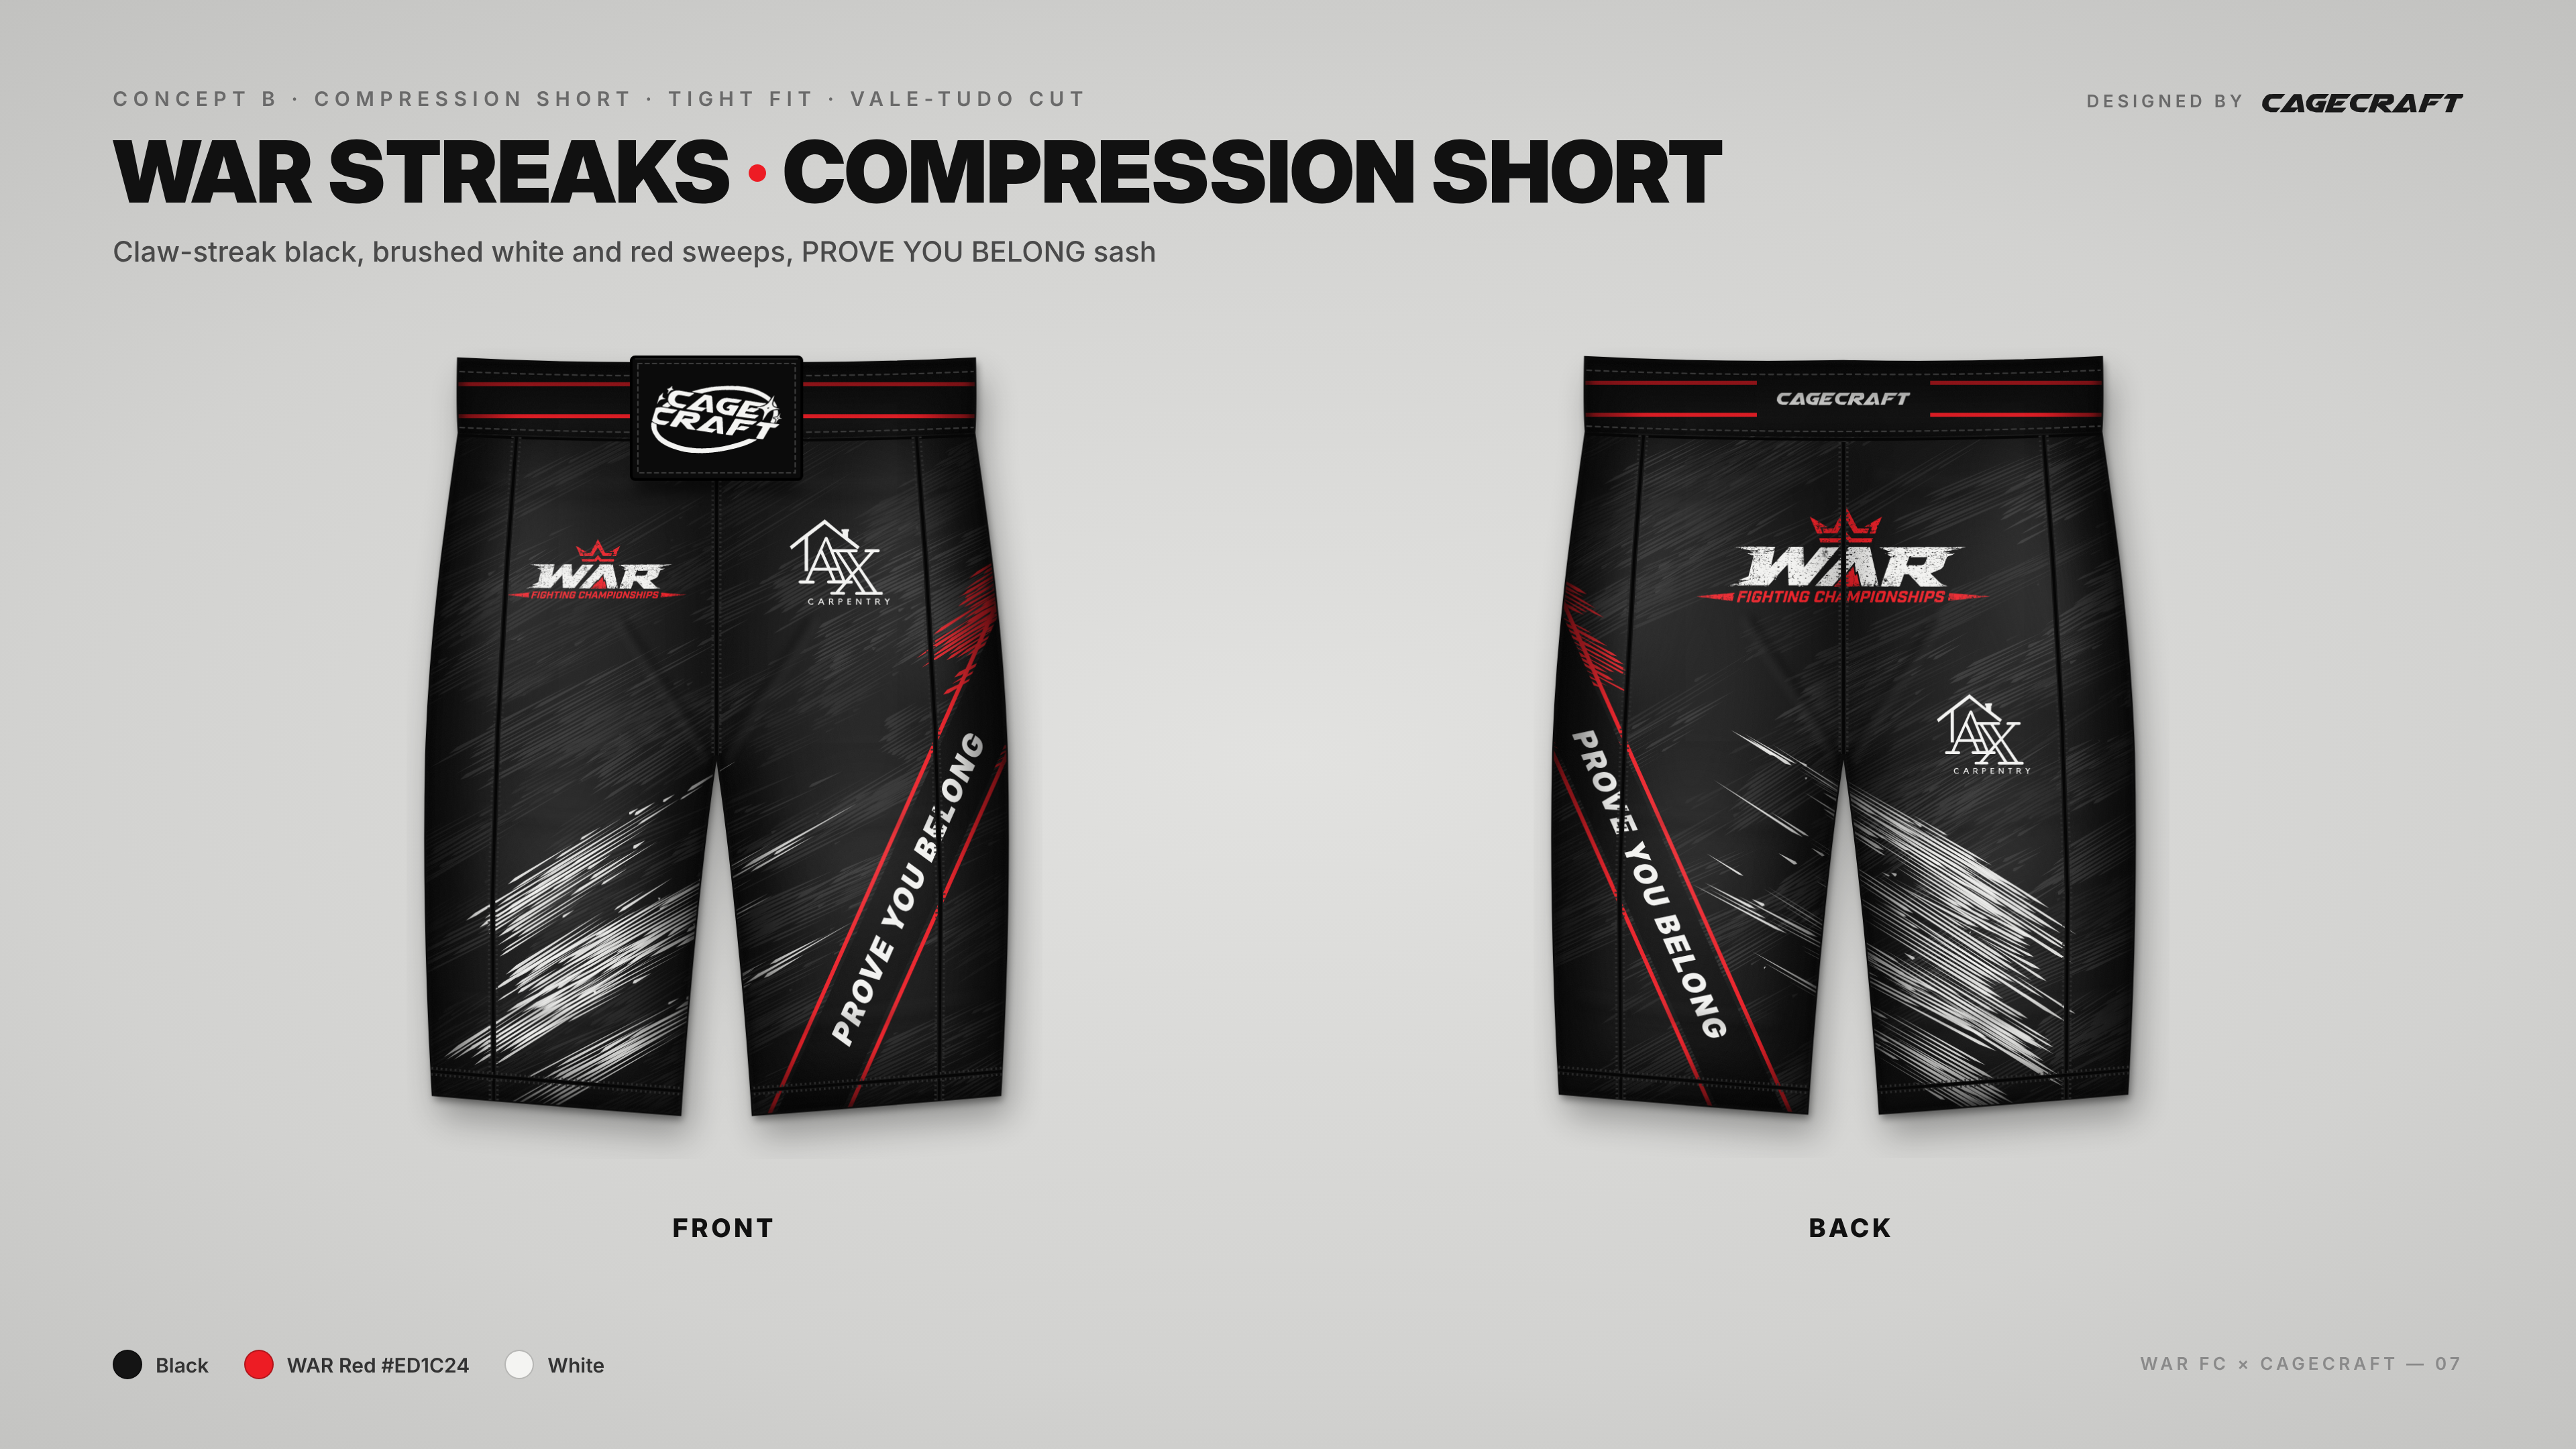 CONCEPT B · COMPRESSION SHORT · TIGHT FIT · VALE-TUDO CUT
DESIGNED BY CAGECRAFT
WAR STREAKS · COMPRESSION SHORT
Claw-streak black, brushed white and red sweeps, PROVE YOU BELONG sash
CAGE
CRAFT
WAR
FIGHTING CHAMPIONSHIPS
AX
CARPENTRY
PROVE YOU BELONG
CAGECRAFT
WAR
FIGHTING CHAMPIONSHIPS
AX
CARPENTRY
PROVE YOU BELONG
FRONT
BACK
Black
WAR Red #ED1C24
White
WAR FC × CAGECRAFT — 07